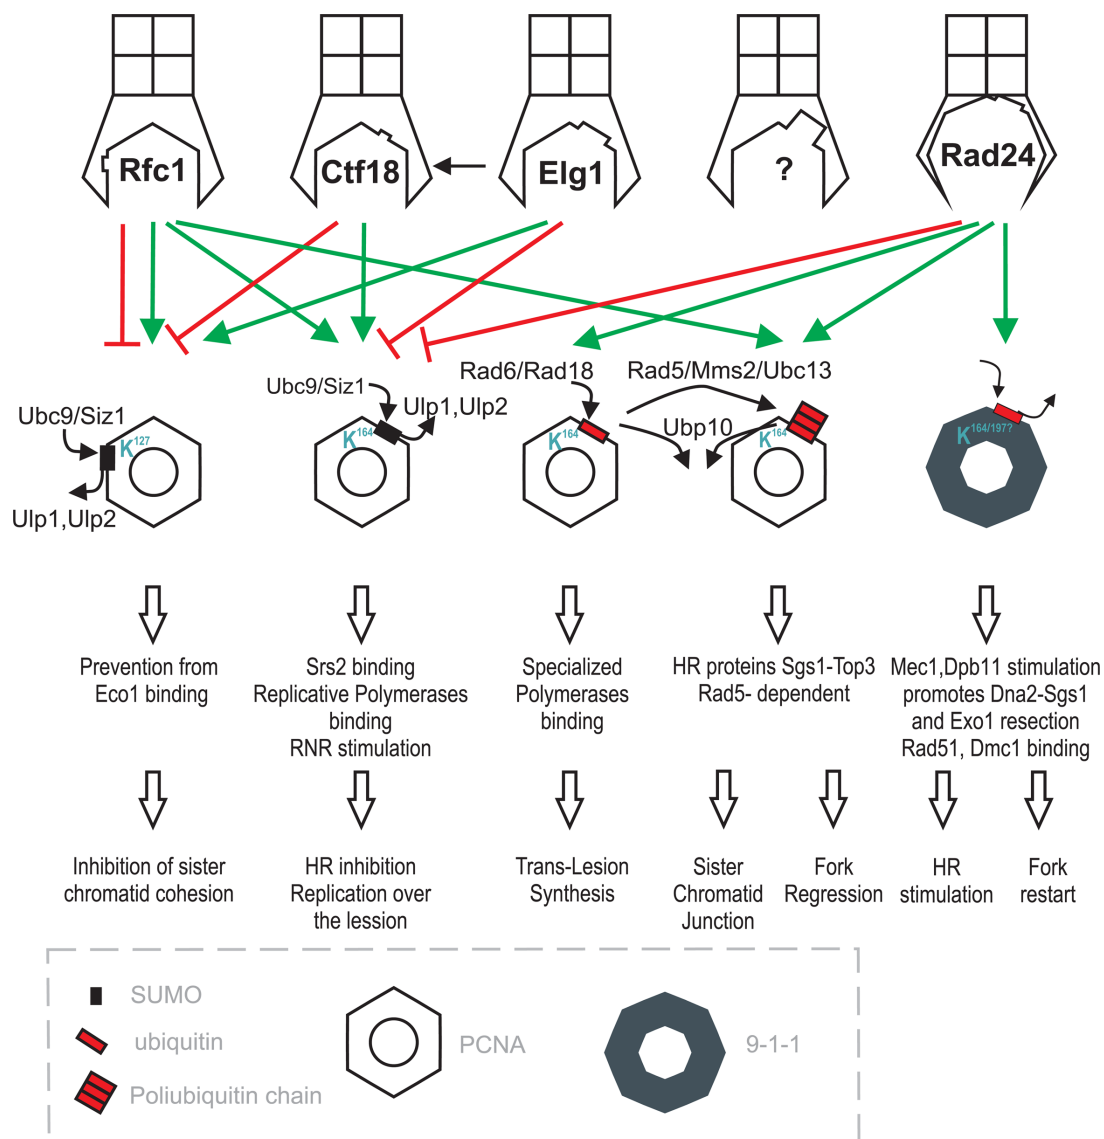 Rfc1
Ctf18
Elg1
?
Rad24
Ubc9/Siz1
K127
Ulp1,Ulp2
Ubc9/Siz1
Ulp1,Ulp2
K164
Rad6/Rad18
K164
Rad5/Mms2/Ubc13
Ubp10
K164
K164/197?
Prevention from
Eco1 binding
Srs2 binding
Replicative Polymerases
binding
RNR stimulation
Specialized
Polymerases
binding
HR proteins Sgs1-Top3
Rad5- dependent
Mec1,Dpb11 stimulation
promotes Dna2-Sgs1
and Exo1 resection
Rad51, Dmc1 binding
Inhibition of sister
chromatid cohesion
HR inhibition
Replication over
the lession
Trans-Lesion
Synthesis
Sister
Chromatid
Junction
Fork
Regression
HR
stimulation
Fork
restart
SUMO
ubiquitin
Poliubiquitin chain
PCNA
9-1-1